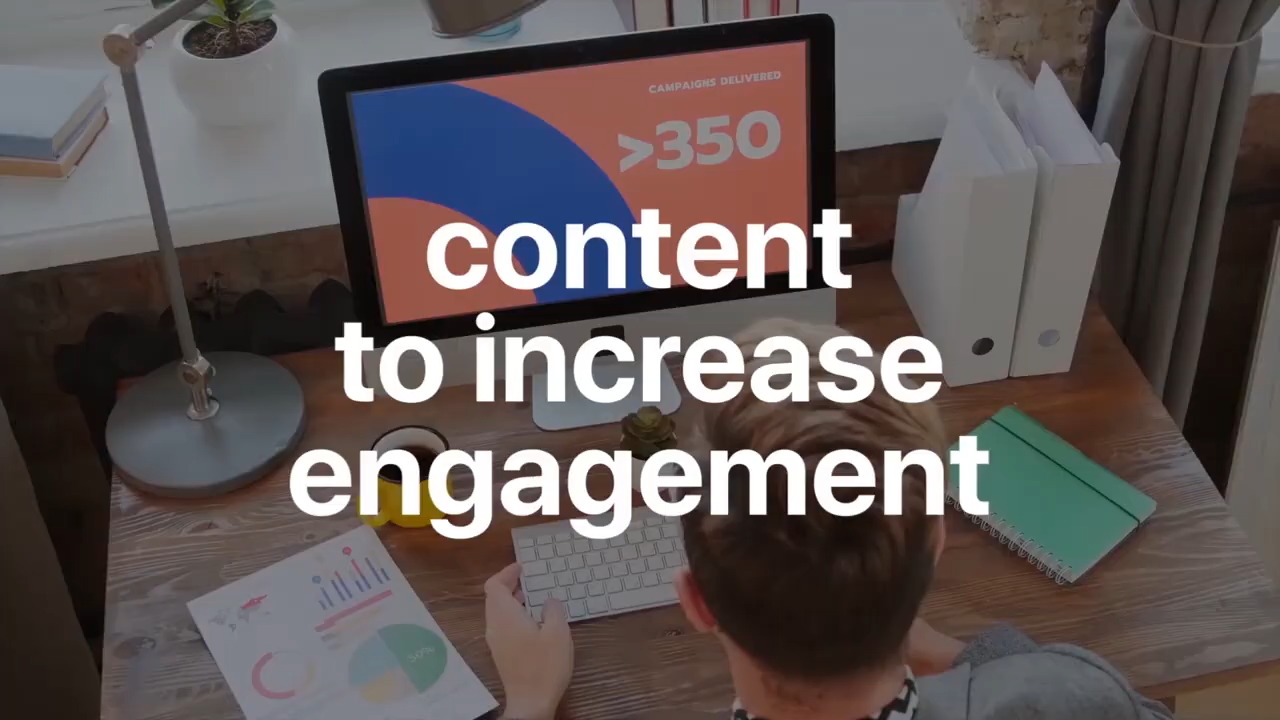 CAMPAIGNS DELIVERED
>350
content
to increase
engagement
50%